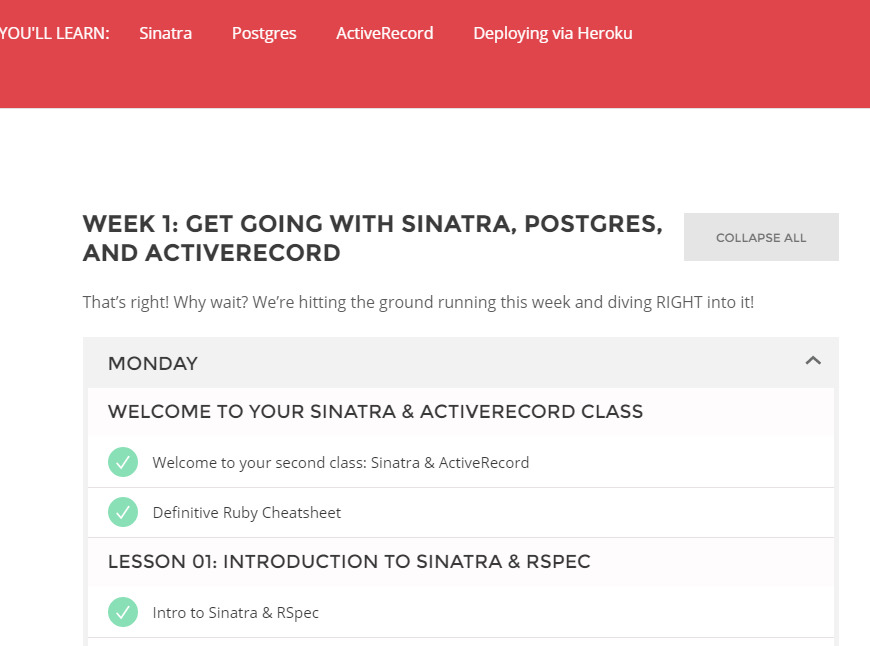 YOU'LL LEARN: Sinatra Postgres ActiveRecord Deploying via Heroku
WEEK 1: GET GOING WITH SINATRA, POSTGRES,
AND ACTIVERECORD
COLLAPSE ALL
That's right! Why wait? We're hitting the ground running this week and diving RIGHT into it!
MONDAY
WELCOME TO YOUR SINATRA & ACTIVERECORD CLASS
Welcome to your second class: Sinatra & ActiveRecord
Definitive Ruby Cheatsheet
LESSON 01: INTRODUCTION TO SINATRA & RSPEC
Intro to Sinatra & RSpec